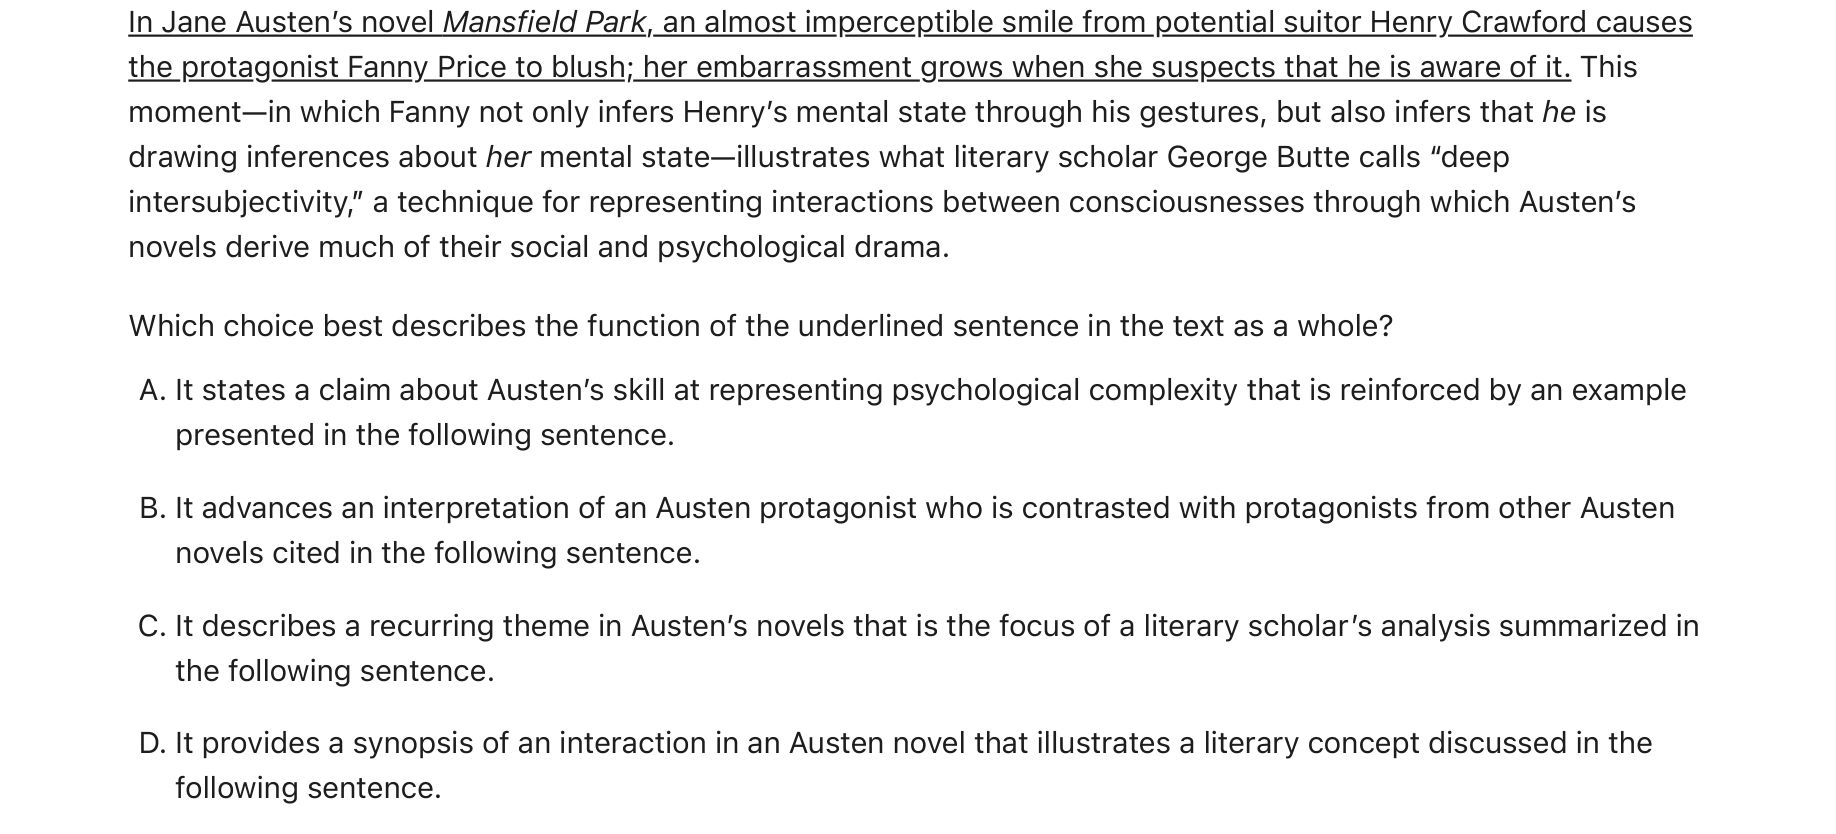 In Jane Austen’s novel Mansfield Park, an almost imperceptible smile from potential suitor Henry Crawford causes
the protagonist Fanny Price to blush; her embarrassment grows when she suspects that he is aware of it. This
moment—in which Fanny not only infers Henry’s mental state through his gestures, but also infers that he is
drawing inferences about her mental state—illustrates what literary scholar George Butte calls “deep
intersubjectivity,” a technique for representing interactions between consciousnesses through which Austen’s
novels derive much of their social and psychological drama.
Which choice best describes the function of the underlined sentence in the text as a whole?
A. It states a claim about Austen’s skill at representing psychological complexity that is reinforced by an example
presented in the following sentence.
B. It advances an interpretation of an Austen protagonist who is contrasted with protagonists from other Austen
novels cited in the following sentence.
C. It describes a recurring theme in Austen’s novels that is the focus of a literary scholar’s analysis summarized in
the following sentence.
D. It provides a synopsis of an interaction in an Austen novel that illustrates a literary concept discussed in the
following sentence.